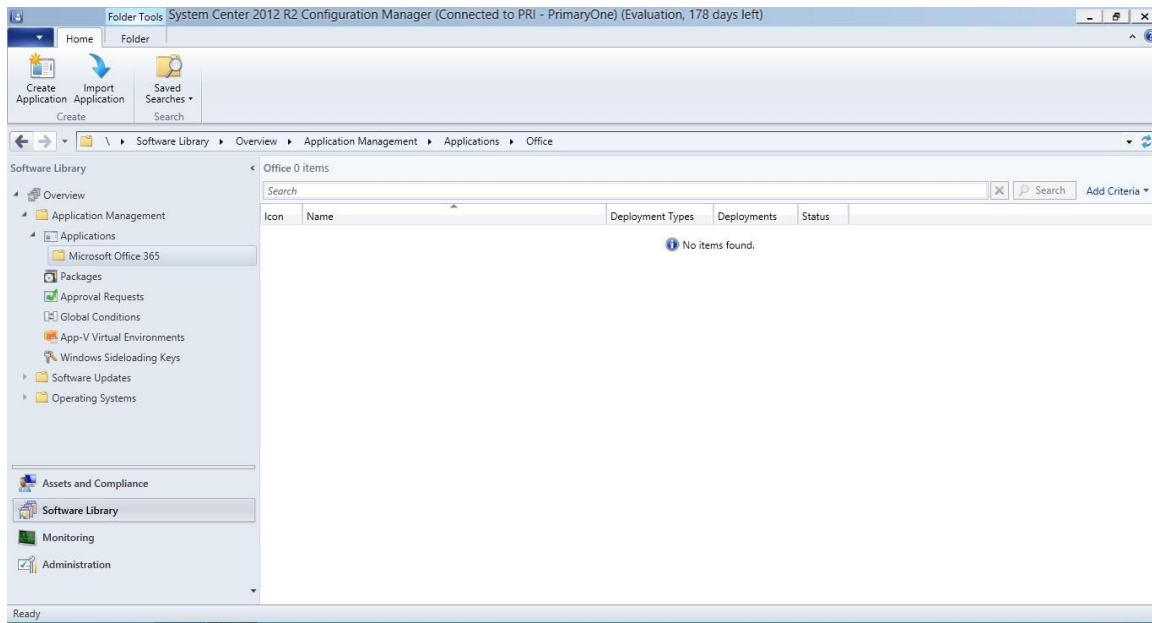 Folder Tools System Center 2012 R2 Configuration Manager (Connected to PRI - PrimaryOne) (Evaluation, 178 days left)
Home Folder
Create Application
Import Application
Saved Searches
Create Search
\ Software Library Overview Application Management Applications Office
Software Library
Office 0 items
Overview
Search
Search Add Criteria
Application Management
Icon Name Deployment Types Deployments Status
Applications
No items found.
Microsoft Office 365
Packages
Approval Requests
Global Conditions
App-V Virtual Environments
Windows Sideloading Keys
Software Updates
Operating Systems
Assets and Compliance
Software Library
Monitoring
Administration
Ready